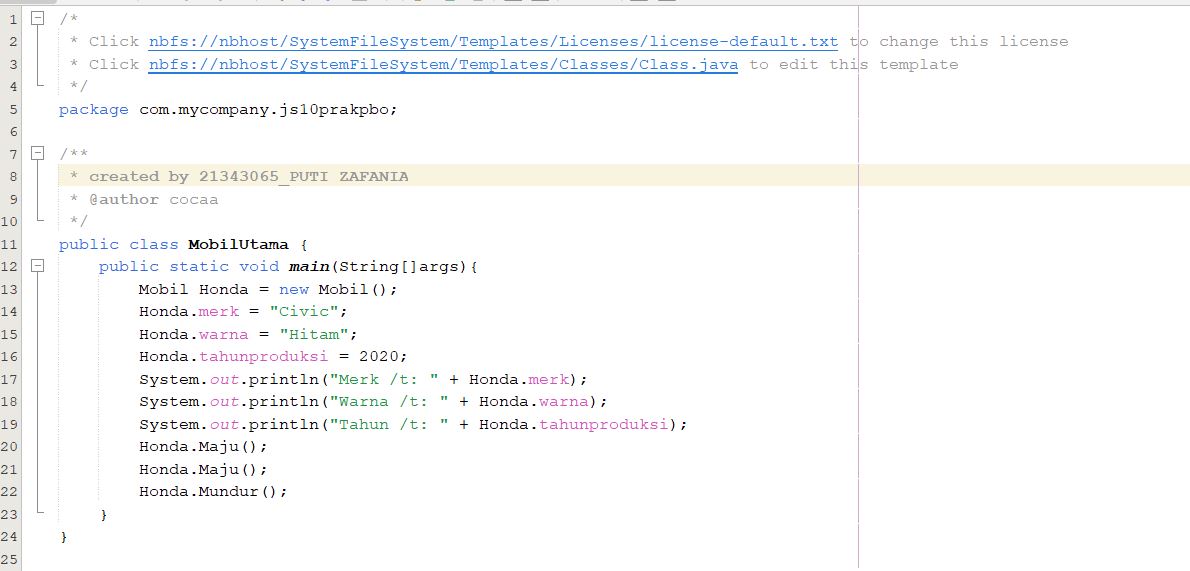 1 /*
2 * Click nbfs://nbhost/SystemFileSystem/Templates/Licenses/license-default.txt to change this license
3 * Click nbfs://nbhost/SystemFileSystem/Templates/Classes/Class.java to edit this template
4 */
5 package com.mycompany.js10prakpbo;
6
7 /**
8 * created by 21343065_PUTI ZAFANIA
9 * @author cocaa
10 */
11 public class MobilUtama {
12 public static void main(String[]args){
13 Mobil Honda = new Mobil();
14 Honda.merk = "Civic";
15 Honda.warna = "Hitam";
16 Honda.tahunproduksi = 2020;
17 System.out.println("Merk /t: " + Honda.merk);
18 System.out.println("Warna /t: " + Honda.warna);
19 System.out.println("Tahun /t: " + Honda.tahunproduksi);
20 Honda.Maju();
21 Honda.Maju();
22 Honda.Mundur();
23 }
24 }
25